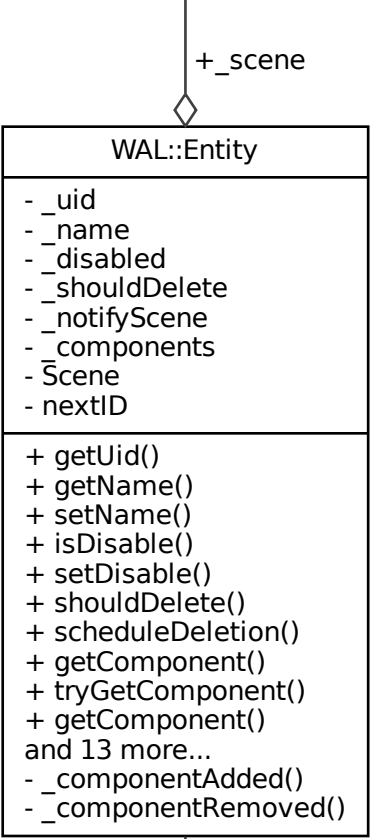 +_scene
WAL::Entity
- _uid
- _name
- _disabled
- _shouldDelete
- _notifyScene
- _components
- Scene
- nextID
+ getUid()
+ getName()
+ setName()
+ isDisable()
+ setDisable()
+ shouldDelete()
+ scheduleDeletion()
+ getComponent()
+ tryGetComponent()
+ getComponent()
and 13 more...
- _componentAdded()
- _componentRemoved()